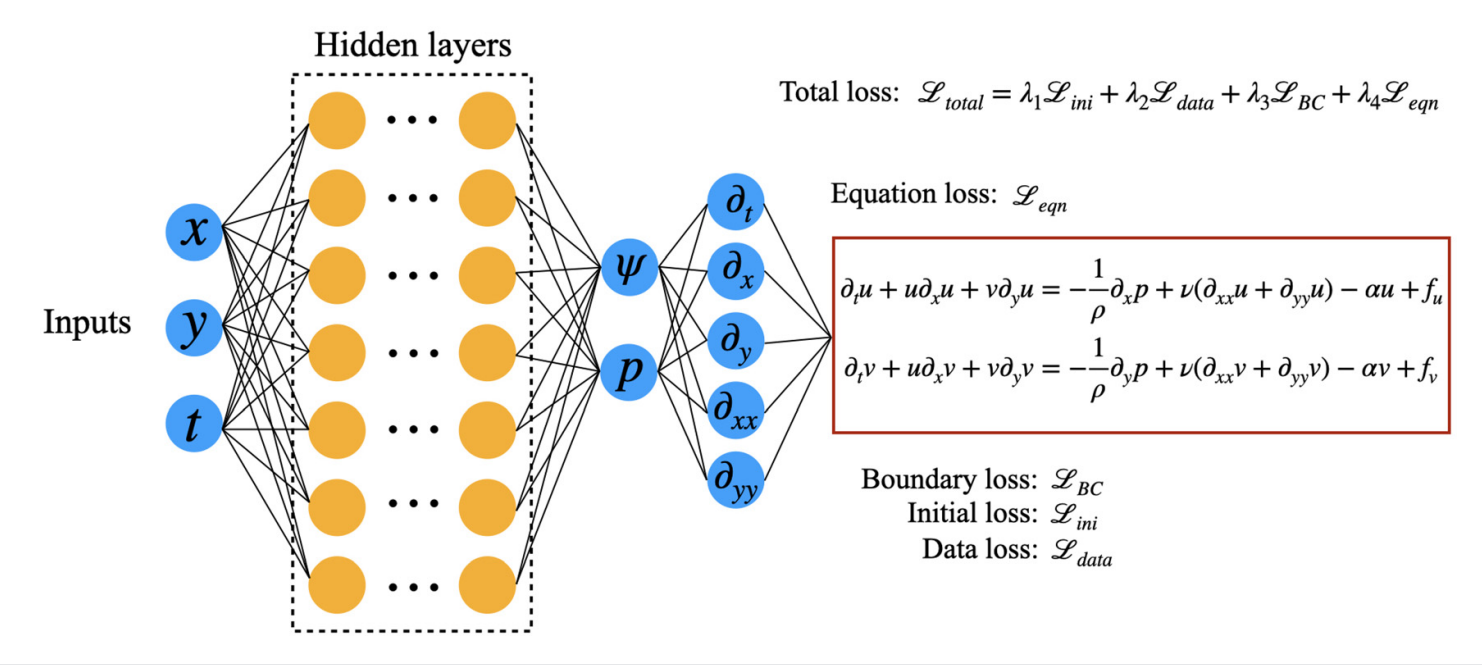 Hidden layers
Total loss: ℒ_total = λ₁ℒ_ini + λ₂ℒ_data + λ₃ℒ_BC + λ₄ℒ_eqn
Equation loss: ℒ_eqn
Inputs
x
y
t
...
...
...
...
...
...
...
ψ
p
∂_t
∂_x
∂_y
∂_xx
∂_yy
∂_t u + u∂_x u + v∂_y u = −(1/ρ)∂_x p + ν(∂_xx u + ∂_yy u) − αu + f_u
∂_t v + u∂_x v + v∂_y v = −(1/ρ)∂_y p + ν(∂_xx v + ∂_yy v) − αv + f_v
Boundary loss: ℒ_BC
Initial loss: ℒ_ini
Data loss: ℒ_data